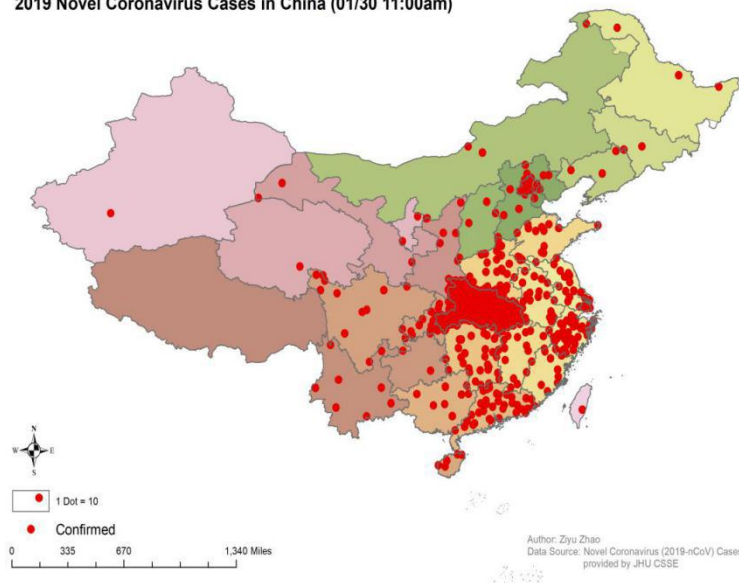 2019 Novel Coronavirus Cases in China (01/30 11:00am)
N
W E
S
1 Dot = 10
Confirmed
0 335 670 1,340 Miles
Author: Ziyu Zhao
Data Source: Novel Coronavirus (2019-nCoV) Cases
provided by JHU CSSE